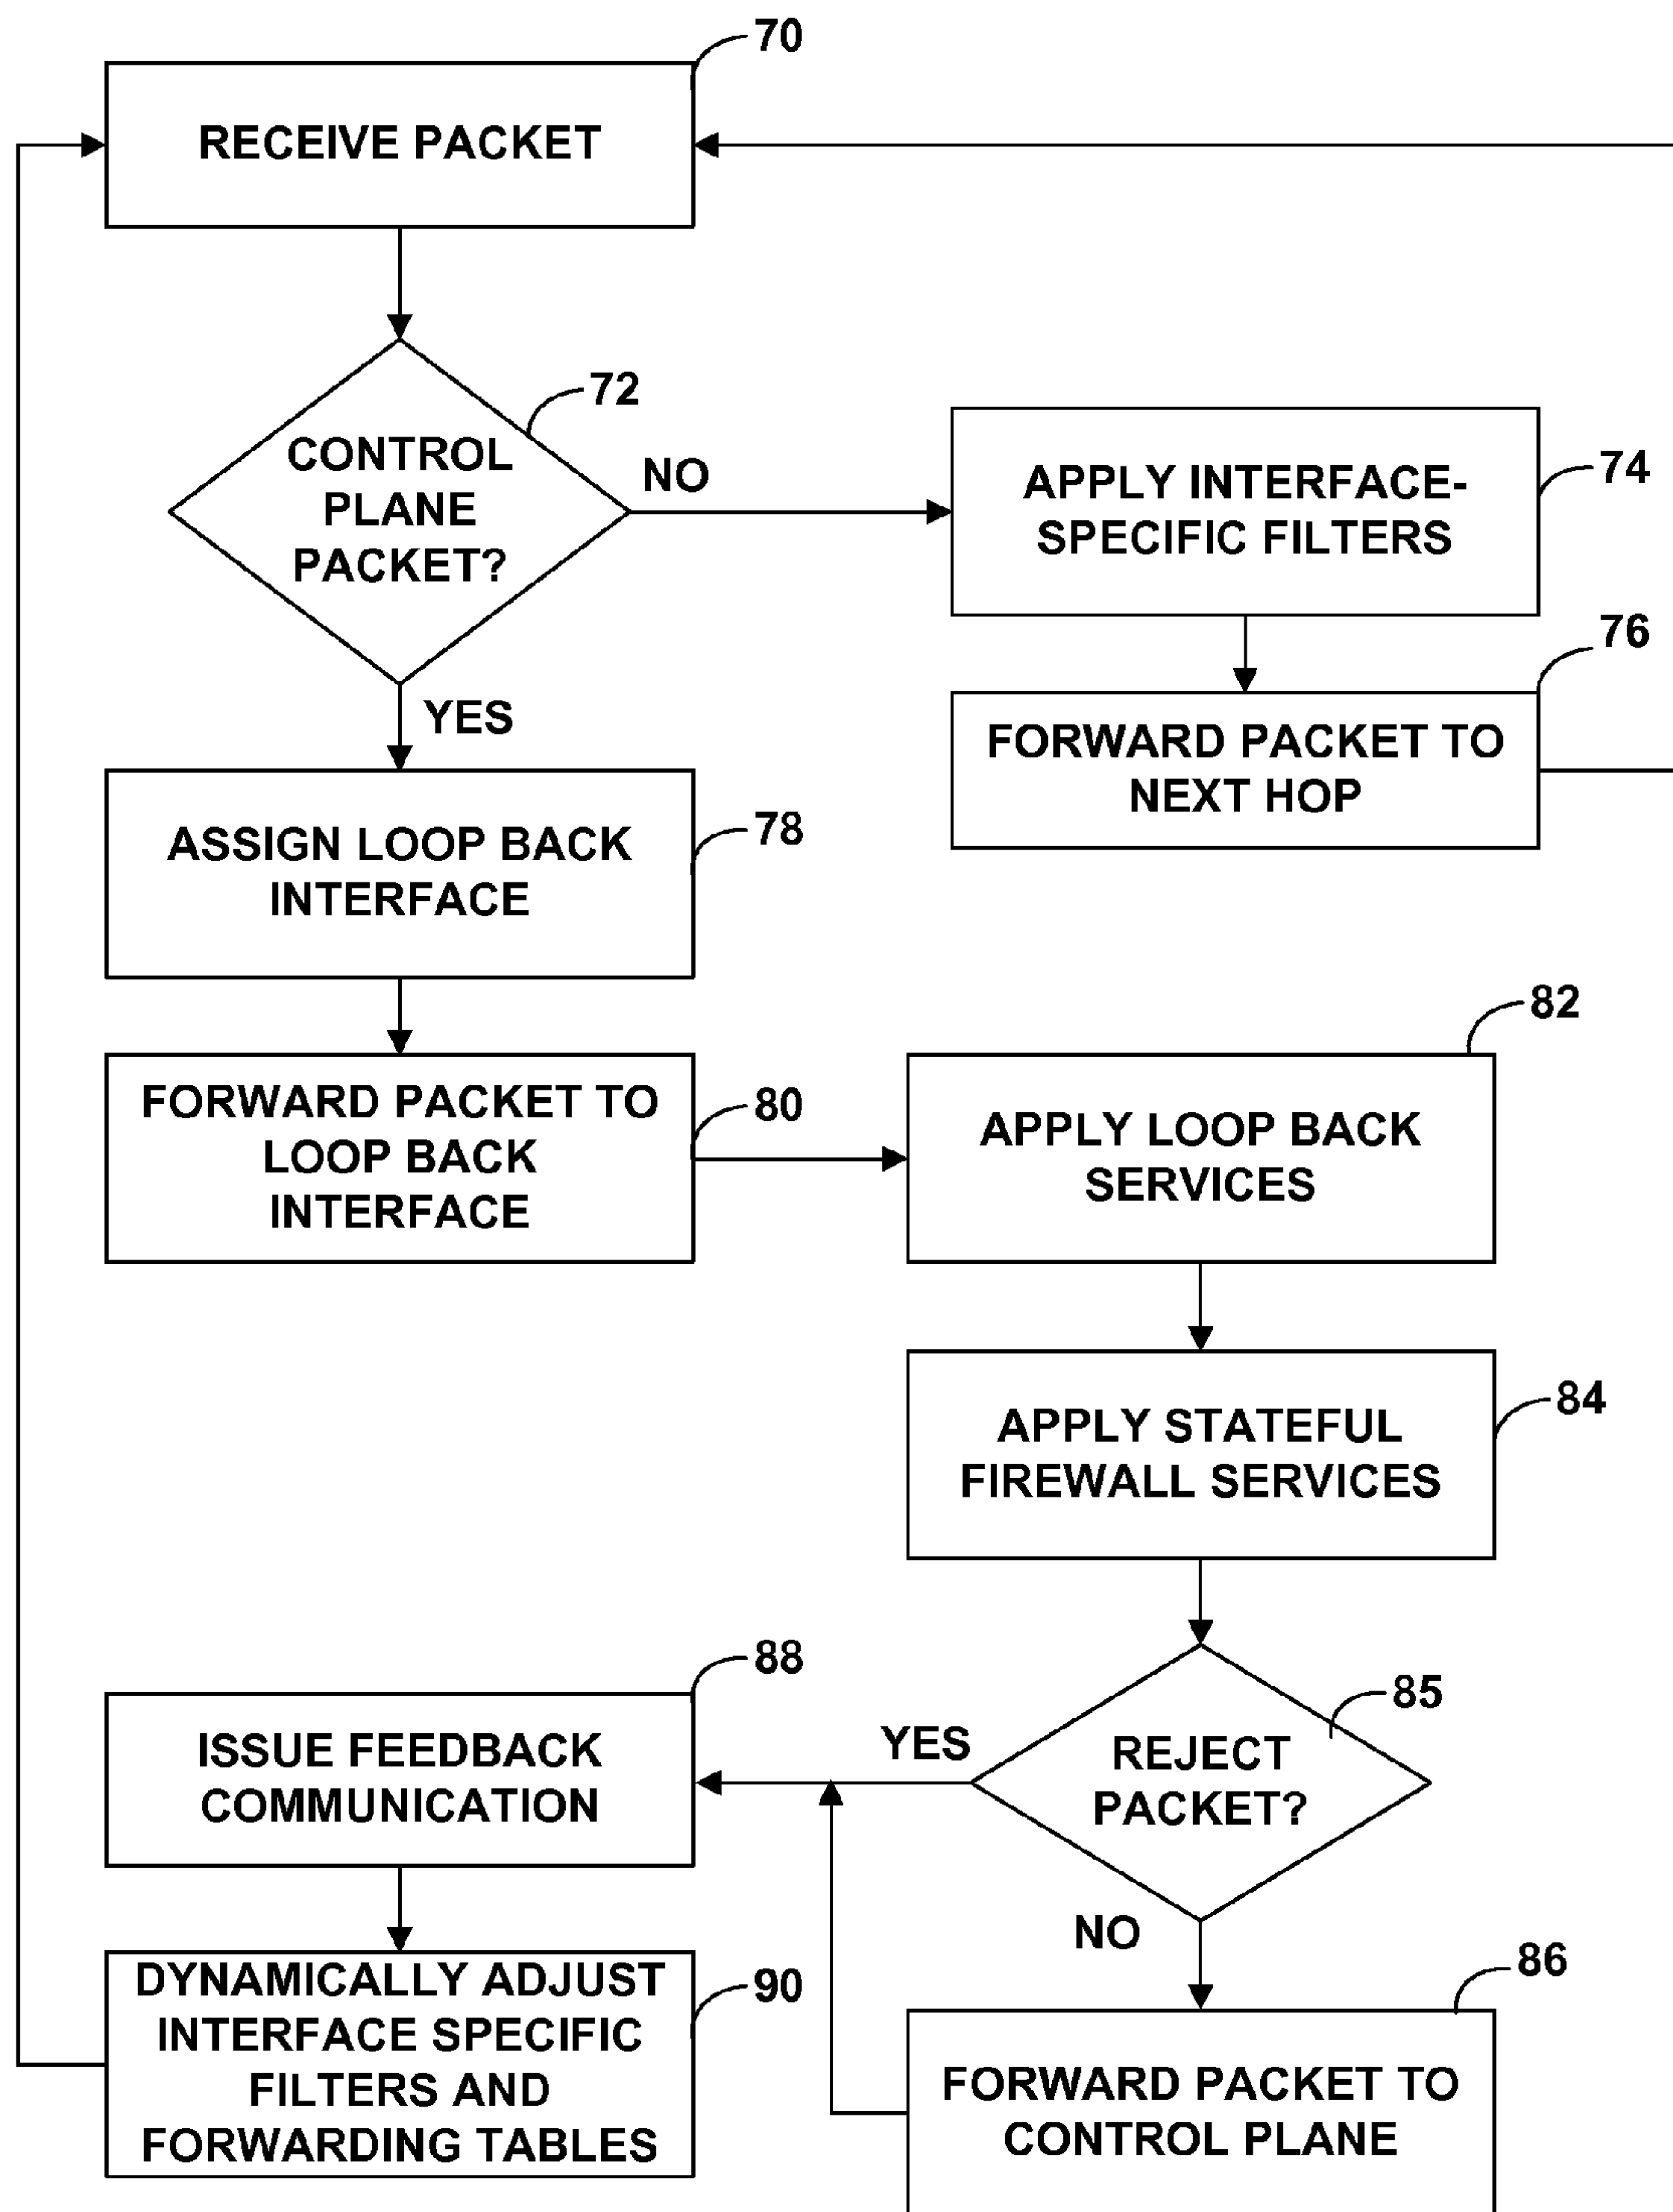 70
RECEIVE PACKET
72
CONTROL
PLANE
PACKET?
NO
APPLY INTERFACE-
SPECIFIC FILTERS
74
76
FORWARD PACKET TO
NEXT HOP
YES
ASSIGN LOOP BACK
INTERFACE
78
FORWARD PACKET TO
LOOP BACK
INTERFACE
80
82
APPLY LOOP BACK
SERVICES
APPLY STATEFUL
FIREWALL SERVICES
84
85
REJECT
PACKET?
YES
88
ISSUE FEEDBACK
COMMUNICATION
NO
86
FORWARD PACKET TO
CONTROL PLANE
DYNAMICALLY ADJUST
INTERFACE SPECIFIC
FILTERS AND
FORWARDING TABLES
90